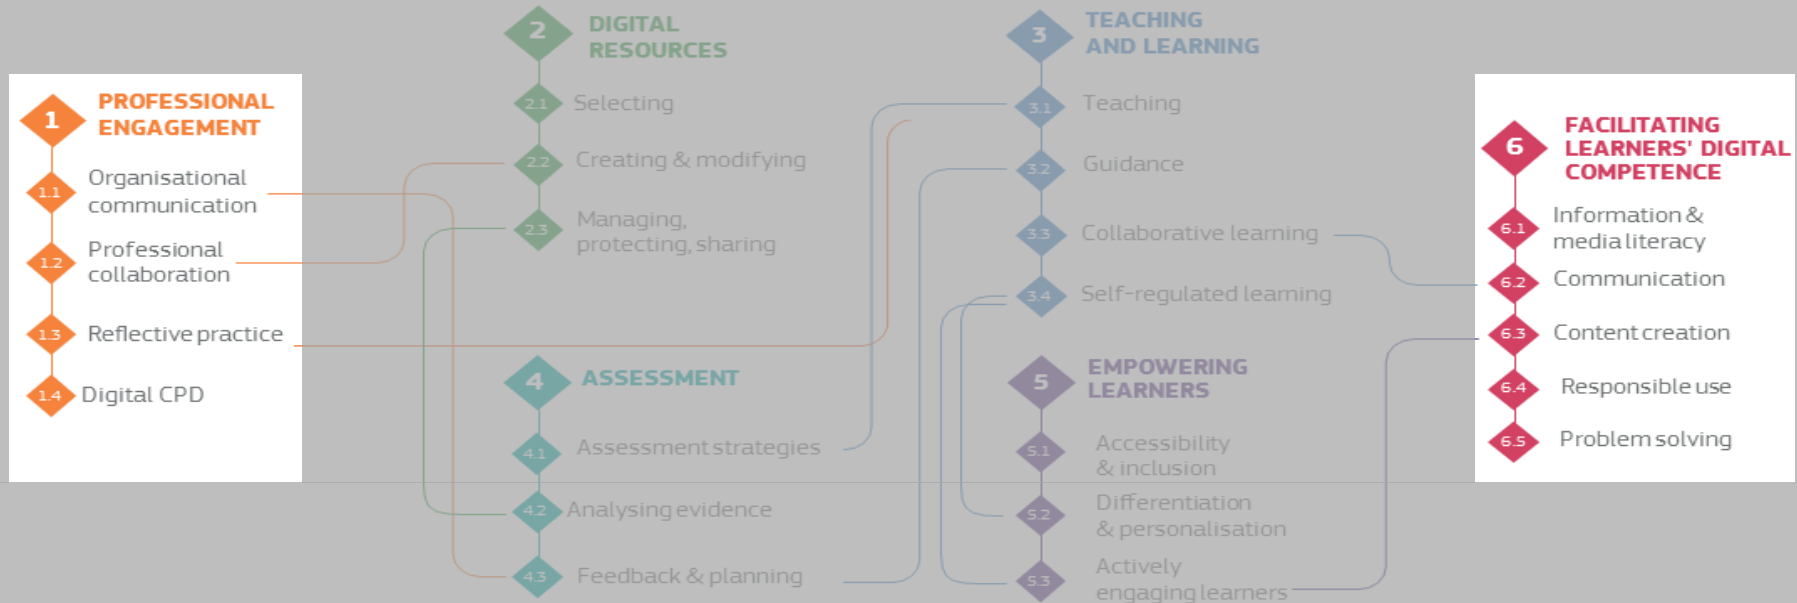 1
PROFESSIONAL
ENGAGEMENT
1.1
Organisational
communication
1.2
Professional
collaboration
1.3
Reflective practice
1.4
Digital CPD
2
DIGITAL
RESOURCES
2.1
Selecting
2.2
Creating & modifying
2.3
Managing,
protecting, sharing
3
TEACHING
AND LEARNING
3.1
Teaching
3.2
Guidance
3.3
Collaborative learning
3.4
Self-regulated learning
4
ASSESSMENT
4.1
Assessment strategies
4.2
Analysing evidence
4.3
Feedback & planning
5
EMPOWERING
LEARNERS
5.1
Accessibility
& inclusion
5.2
Differentiation
& personalisation
5.3
Actively
engaging learners
6
FACILITATING
LEARNERS' DIGITAL
COMPETENCE
6.1
Information &
media literacy
6.2
Communication
6.3
Content creation
6.4
Responsible use
6.5
Problem solving